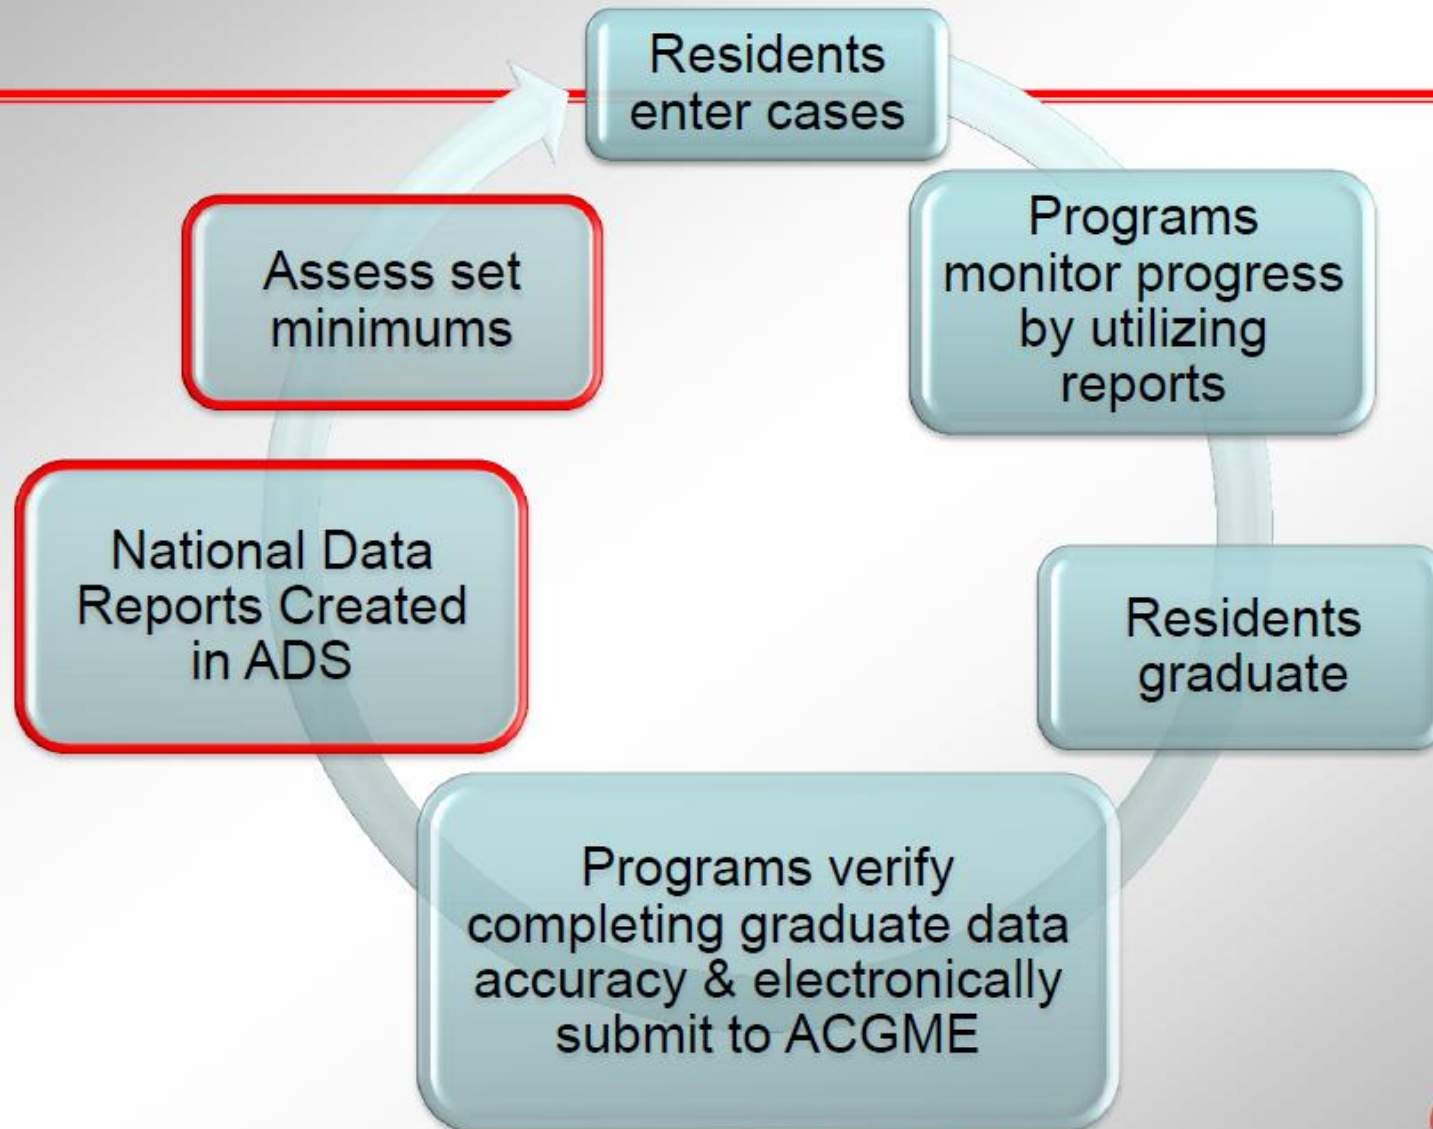 Residents
enter cases
Programs
monitor progress
by utilizing
reports
Residents
graduate
Programs verify
completing graduate data
accuracy & electronically
submit to ACGME
National Data
Reports Created
in ADS
Assess set
minimums